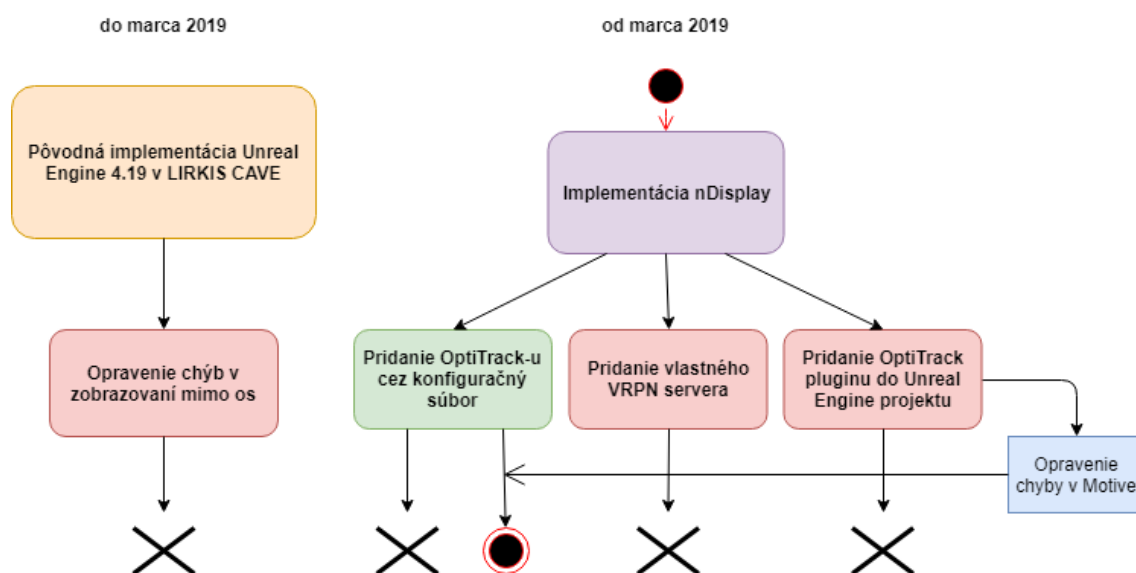 do marca 2019
od marca 2019
Pôvodná implementácia Unreal
Engine 4.19 v LIRKIS CAVE
Implementácia nDisplay
Opravenie chýb v
zobrazovaní mimo os
Pridanie OptiTrack-u
cez konfiguračný
súbor
Pridanie vlastného
VRPN servera
Pridanie OptiTrack
pluginu do Unreal
Engine projektu
Opravenie
chyby v Motive